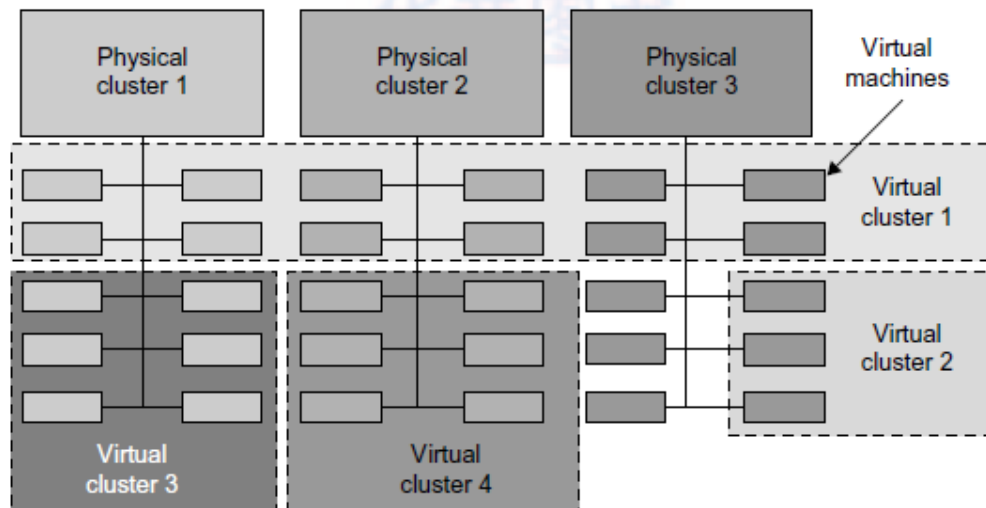 Physical
cluster 1
Physical
cluster 2
Physical
cluster 3
Virtual
machines
Virtual
cluster 1
Virtual
cluster 2
Virtual
cluster 3
Virtual
cluster 4